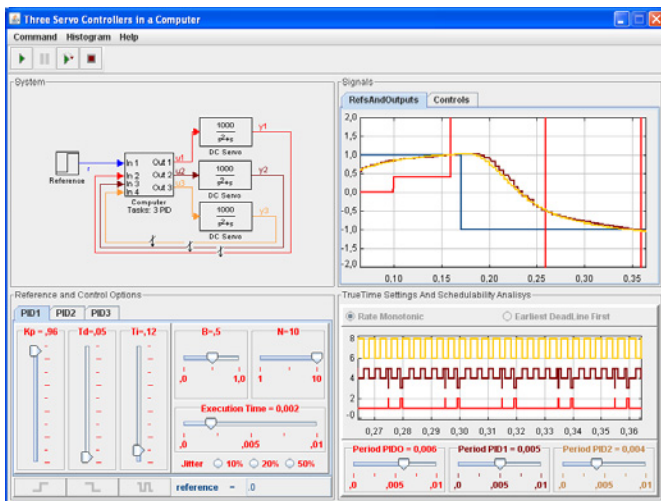 Three Servo Controllers in a Computer
Command Histogram Help
System
1000
s²+s
DC Servo
y1
1000
s²+s
DC Servo
y2
1000
s²+s
DC Servo
y3
Reference
r
In 1
In 2
In 3
In 4
Out 1
Out 2
Out 3
u1
u2
u3
Computer
Tasks: 3 PID
Signals
RefsAndOutputs Controls
2,0
1,5
1,0
0,5
0,0
-0,5
-1,0
-1,5
-2,0
0,10 0,15 0,20 0,25 0,30 0,35
Reference and Control Options
PID1 PID2 PID3
Kp = ,96 Td=,05 Ti=,12
B=,5
,0 1,0
N=10
1 10
Execution Time = 0,002
,0 ,005 ,01
Jitter 10% 20% 50%
reference = .0
TrueTime Settings And Schedulability Analisys
Rate Monotonic Earliest DeadLine First
8
6
4
2
-0
0,27 0,28 0,29 0,30 0,31 0,32 0,33 0,34 0,35 0,36
Period PID0 = 0,006 Period PID1 = 0,005 Period PID2 = 0,004
,0 ,005 ,01 ,0 ,005 ,01 ,0 ,005 ,01